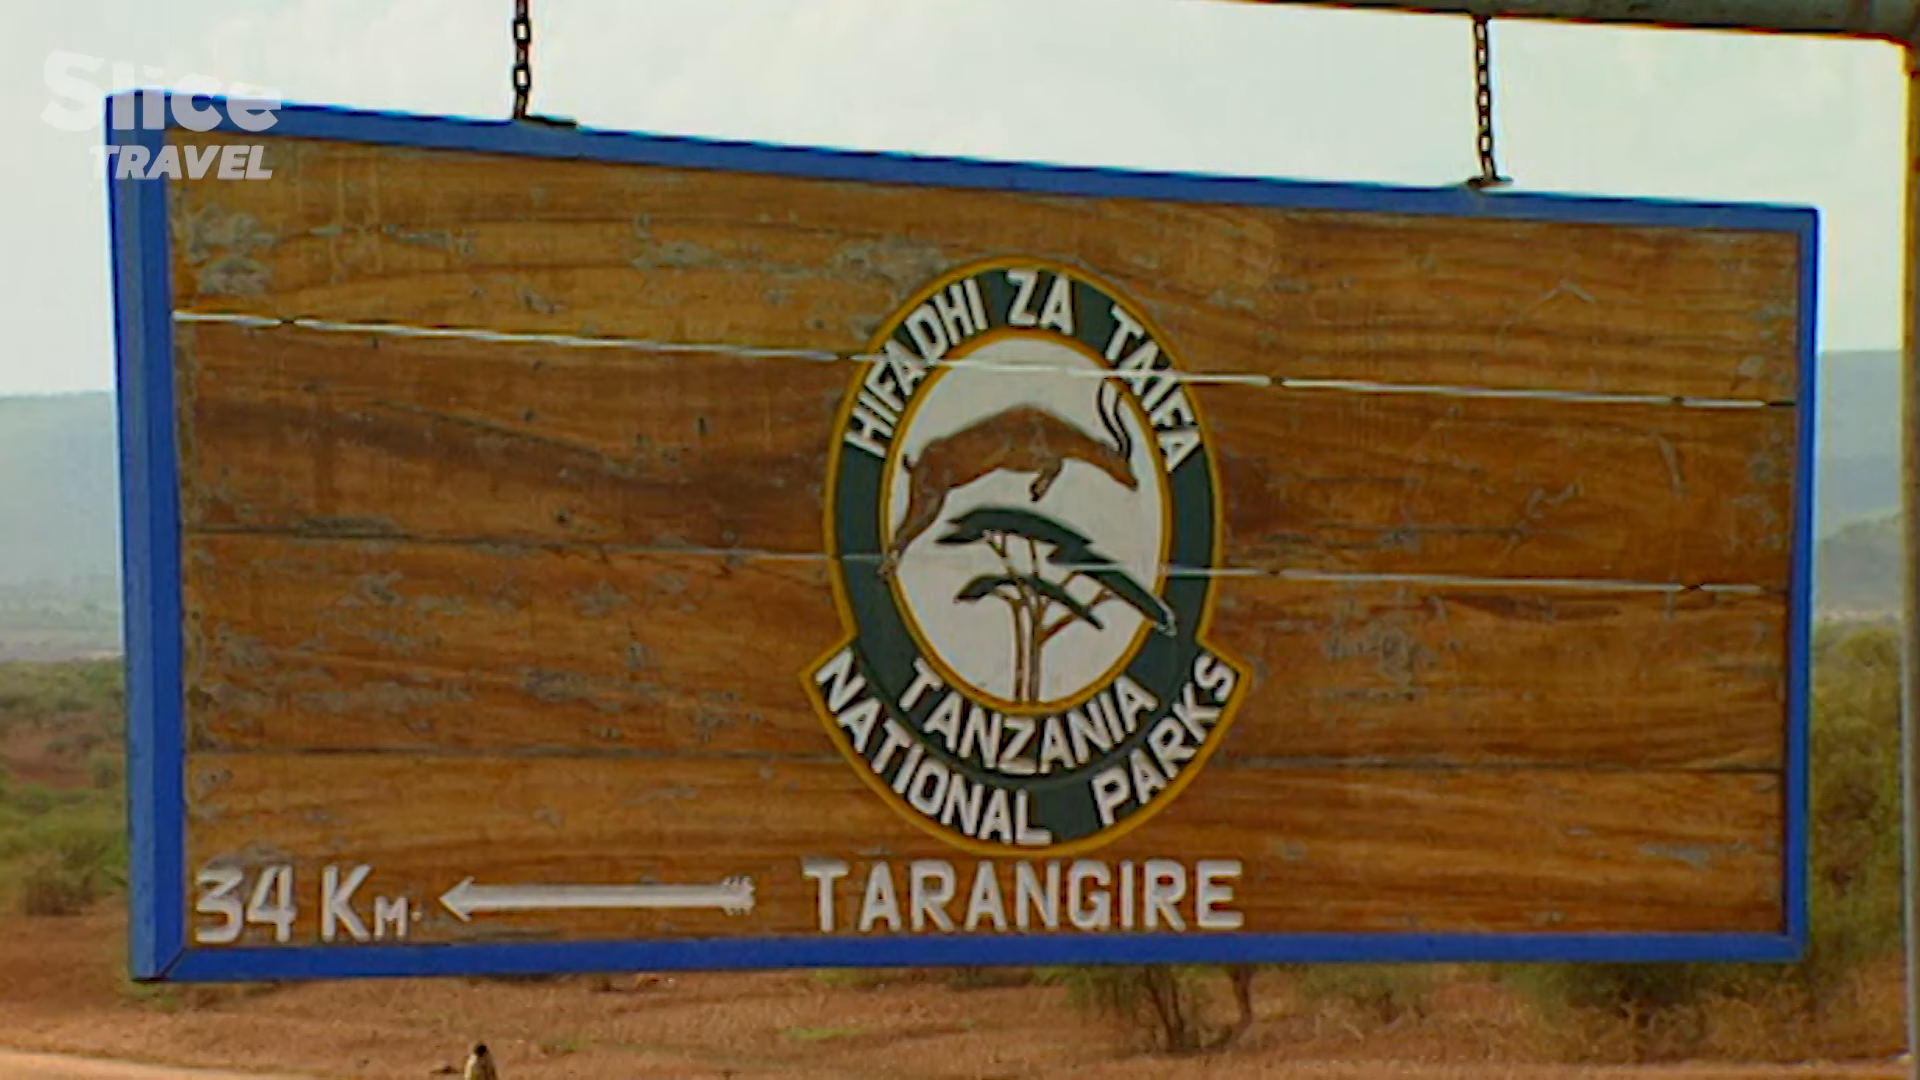 Slice
TRAVEL
HIFADHI ZA TAIFA
TANZANIA
NATIONAL PARKS
34 KM. TARANGIRE